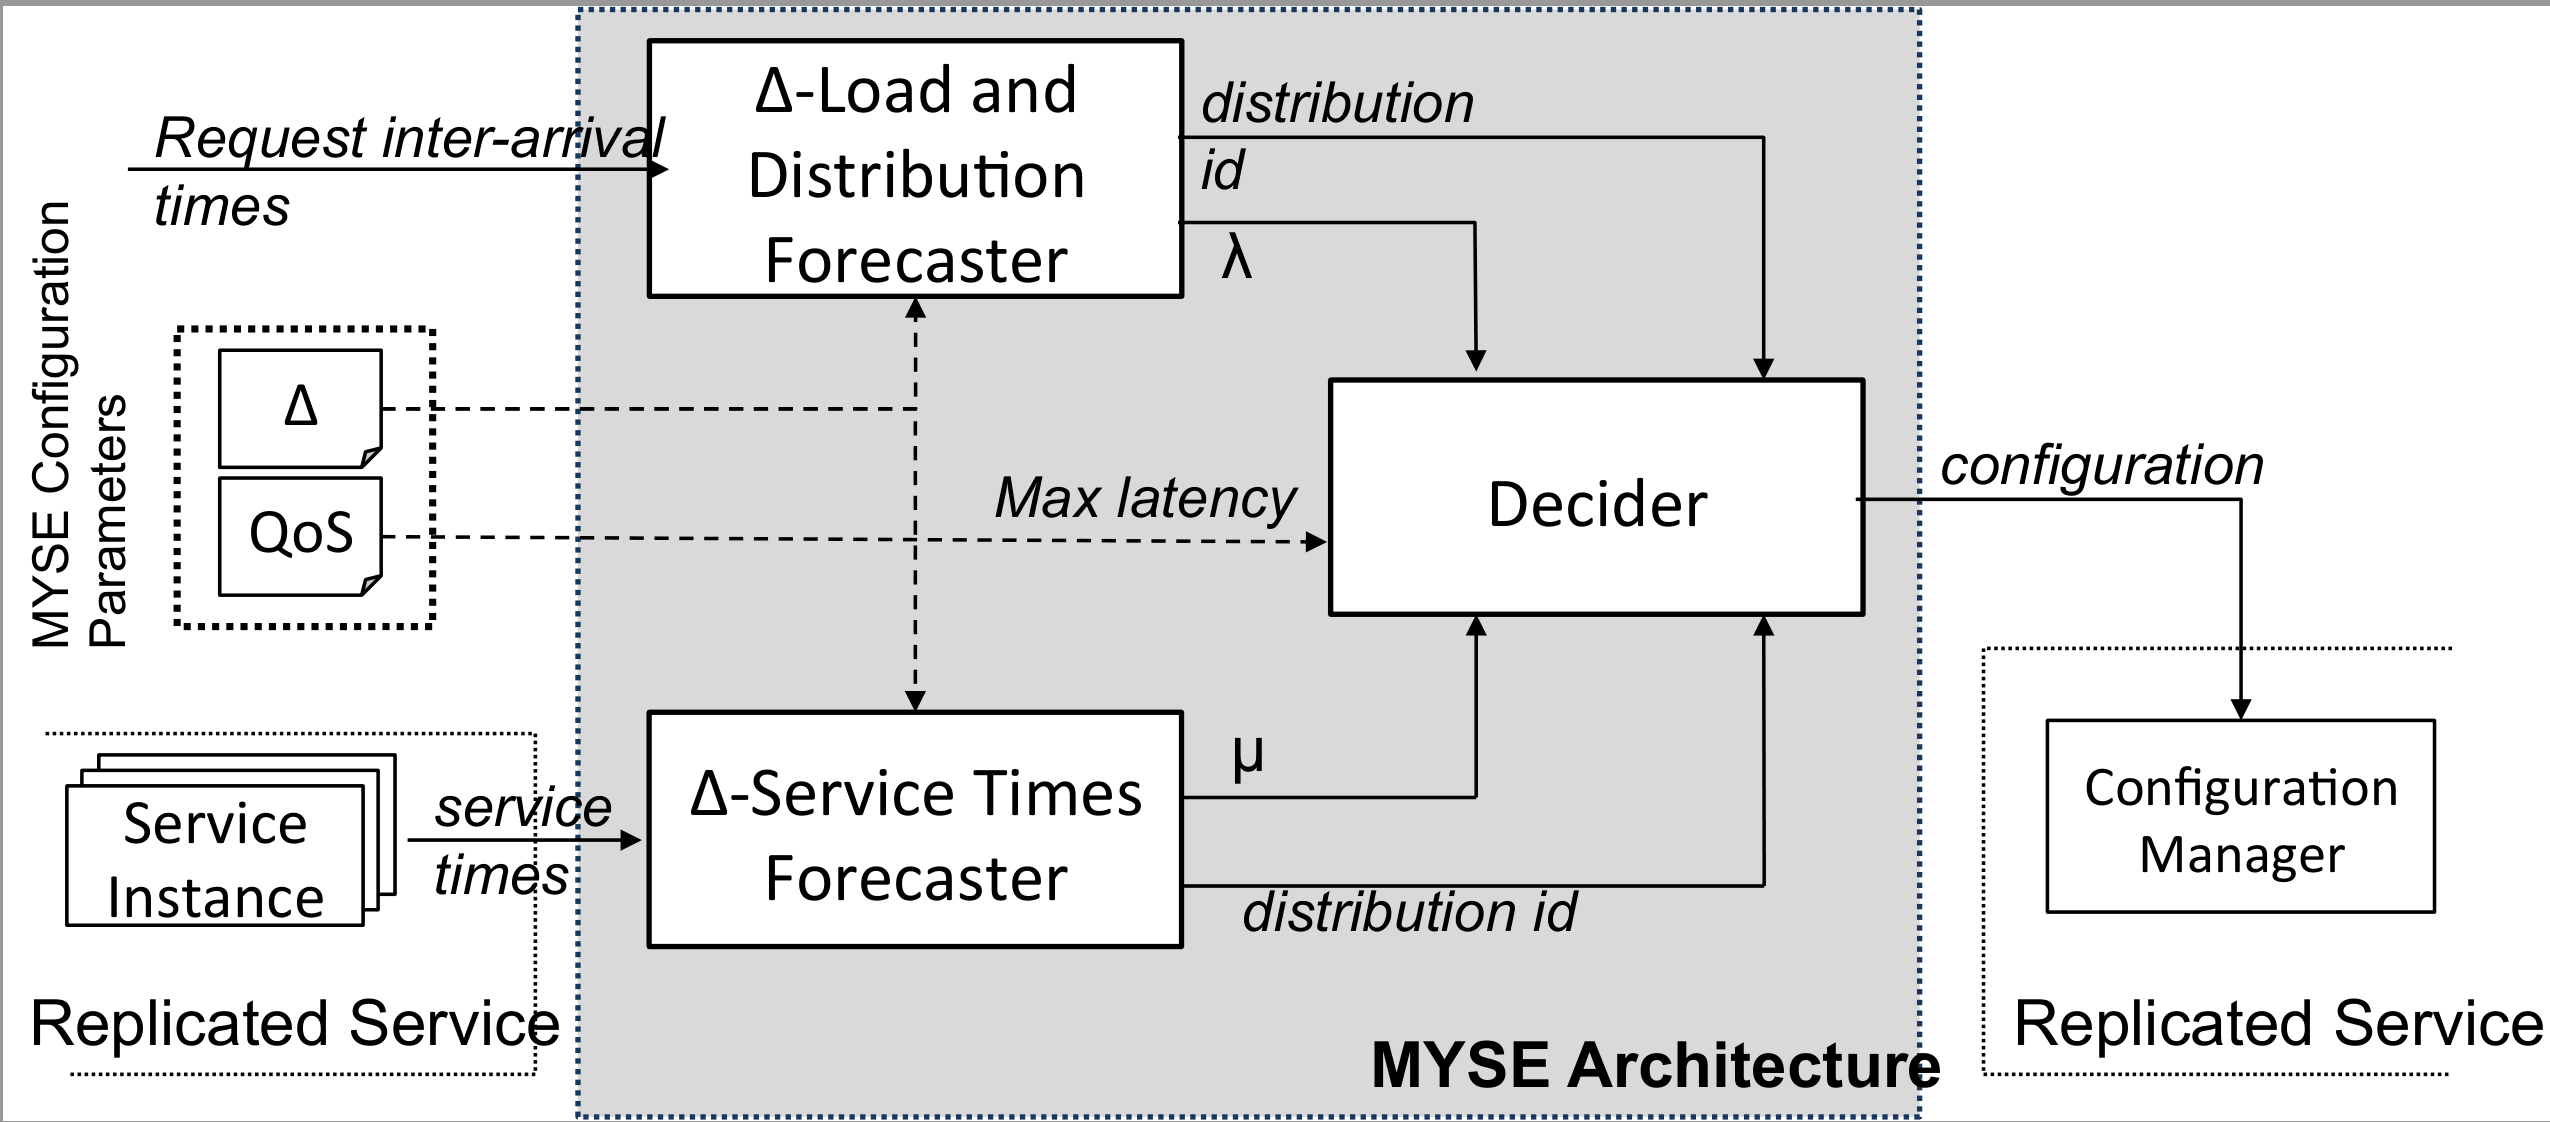 Request inter-arrival
times
MYSE Configuration
Parameters
Δ
QoS
Service
Instance
service
times
Replicated Service
Δ-Load and
Distribution
Forecaster
distribution
id
λ
Max latency
Decider
Δ-Service Times
Forecaster
μ
distribution id
MYSE Architecture
configuration
Configuration
Manager
Replicated Service